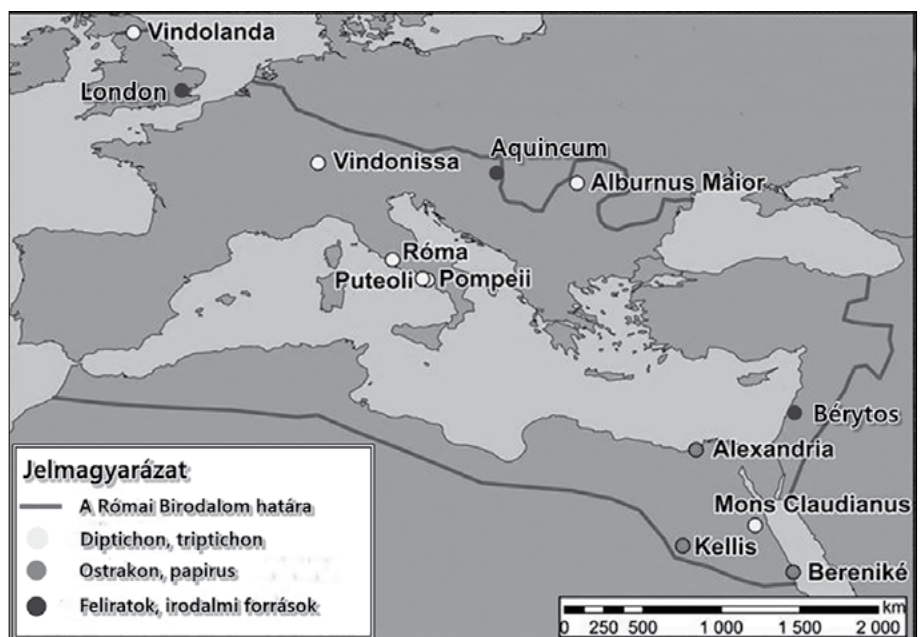 Vindolanda
London
Vindonissa
Aquincum
Alburnus Maior
Róma
Puteoli
Pompeii
Bérytos
Alexandria
Mons Claudianus
Kellis
Bereniké
Jelmagyarázat
A Római Birodalom határa
Diptichon, triptichon
Ostrakon, papirus
Feliratok, irodalmi források
km
0 250 500 1 000 1 500 2 000